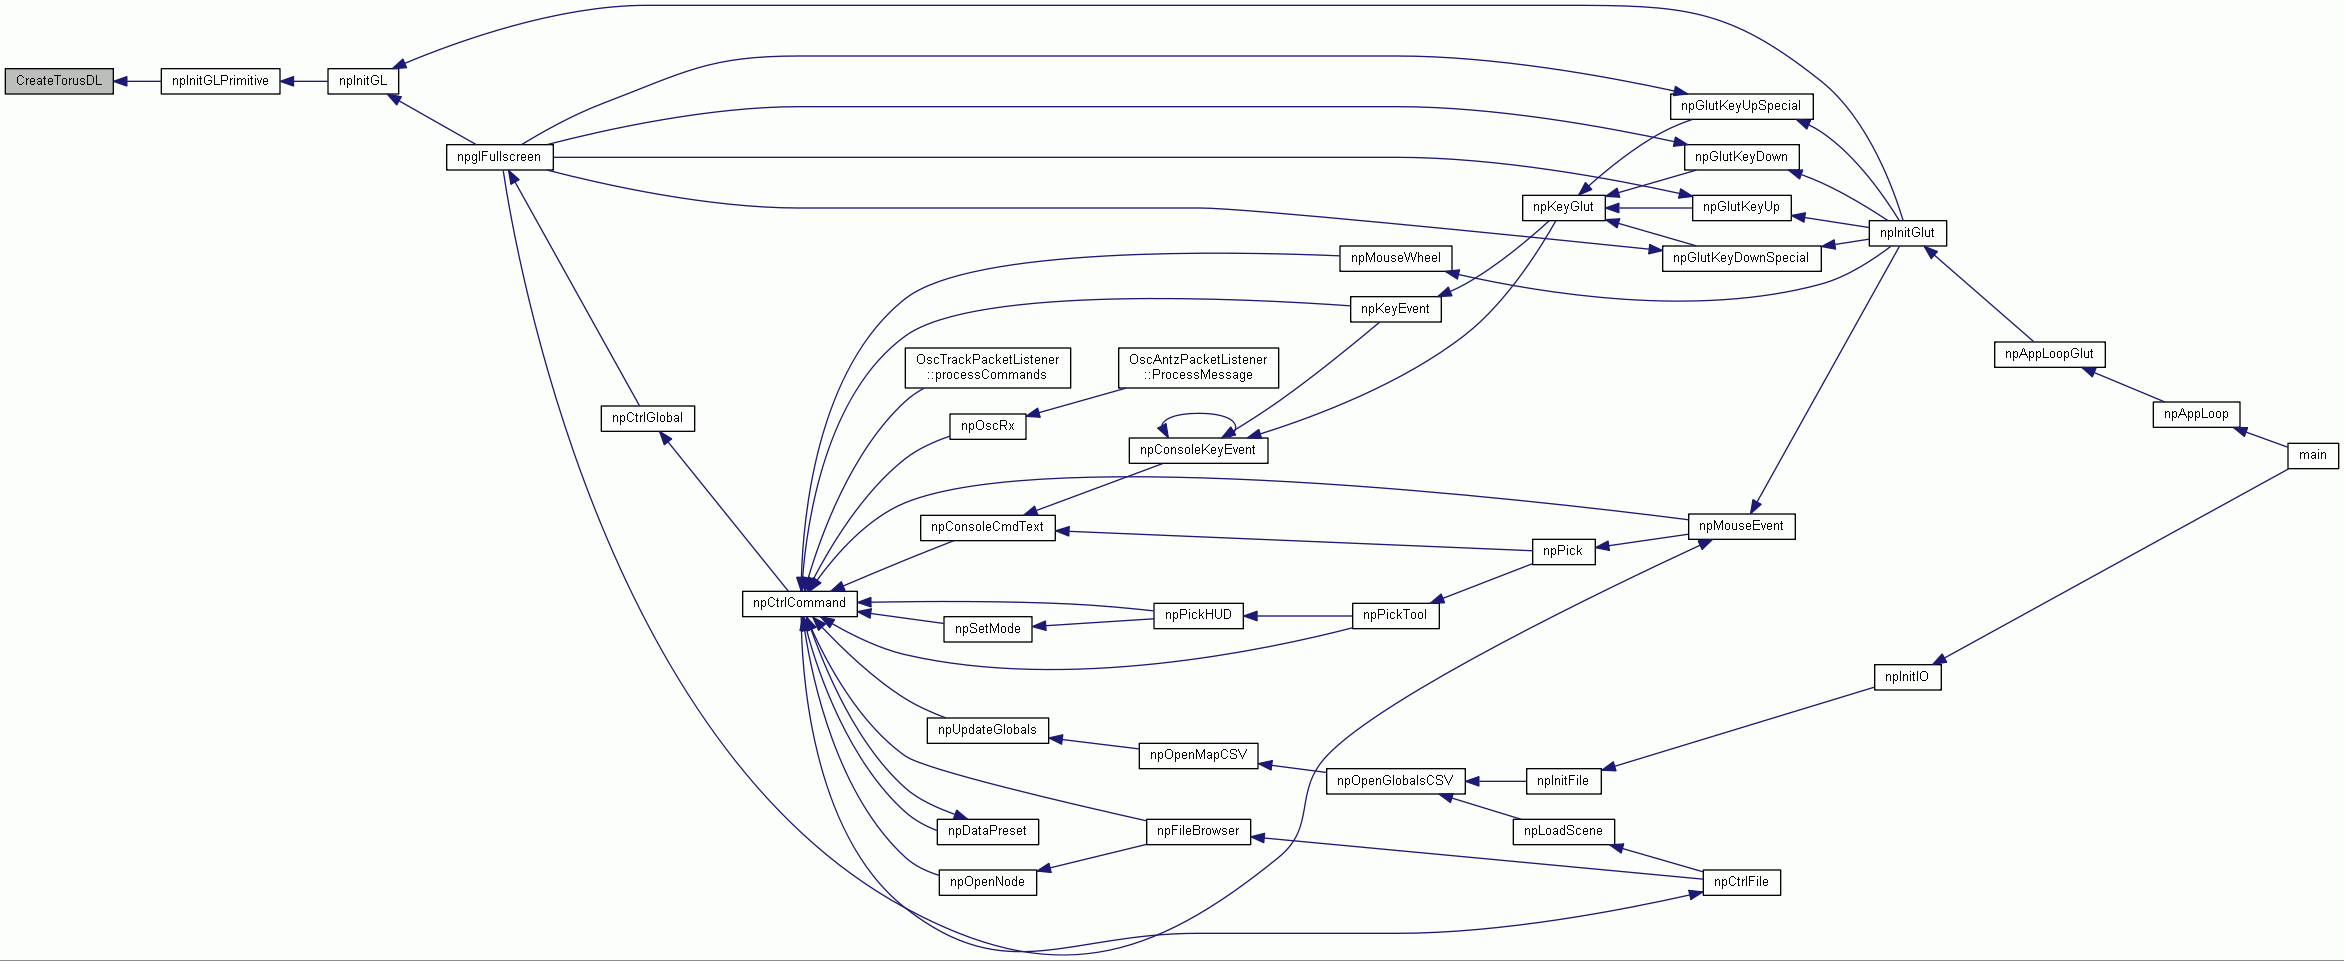 CreateTorusDL
npInitGLPrimitive
npInitGL
npglFullscreen
npGlutKeyUpSpecial
npGlutKeyDown
npKeyGlut
npGlutKeyUp
npInitGlut
npMouseWheel
npGlutKeyDownSpecial
npKeyEvent
OscTrackPacketListener
::processCommands
OscAntzPacketListener
::ProcessMessage
npAppLoopGlut
npCtrlGlobal
npOscRx
npAppLoop
npConsoleKeyEvent
main
npConsoleCmdText
npMouseEvent
npPick
npCtrlCommand
npSetMode
npPickHUD
npPickTool
npInitIO
npUpdateGlobals
npOpenMapCSV
npOpenGlobalsCSV
npInitFile
npDataPreset
npFileBrowser
npLoadScene
npOpenNode
npCtrlFile